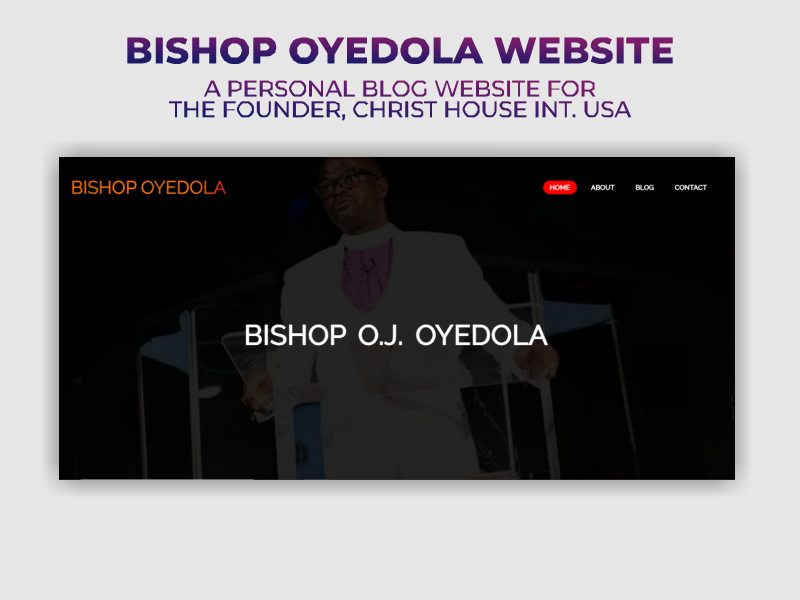 BISHOP OYEDOLA WEBSITE
A PERSONAL BLOG WEBSITE FOR
THE FOUNDER, CHRIST HOUSE INT. USA
BISHOP OYEDOLA
HOME ABOUT BLOG CONTACT
BISHOP O.J. OYEDOLA